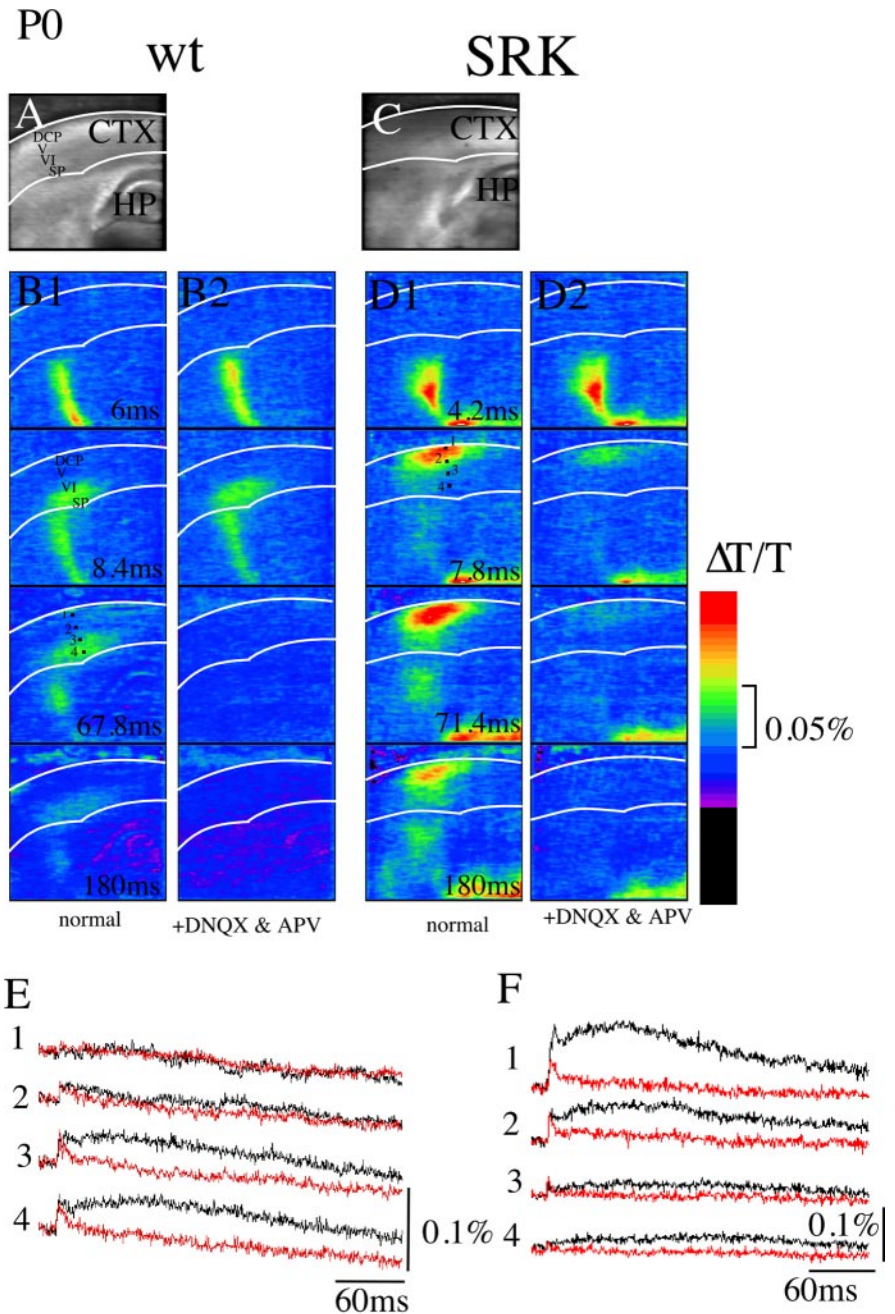 P0
wt SRK
A CTX
DCP
V
VI
SP
HP
C CTX
HP
B1 B2 D1 D2
6ms 4.2ms
DCP
V
VI
SP
1
2
3
4
8.4ms 7.8ms
1
2
3
4
67.8ms 71.4ms
180ms 180ms
ΔT/T
0.05%
normal +DNQX & APV normal +DNQX & APV
E
1
2
3
4
0.1%
60ms
F
1
2
3
4
0.1%
60ms